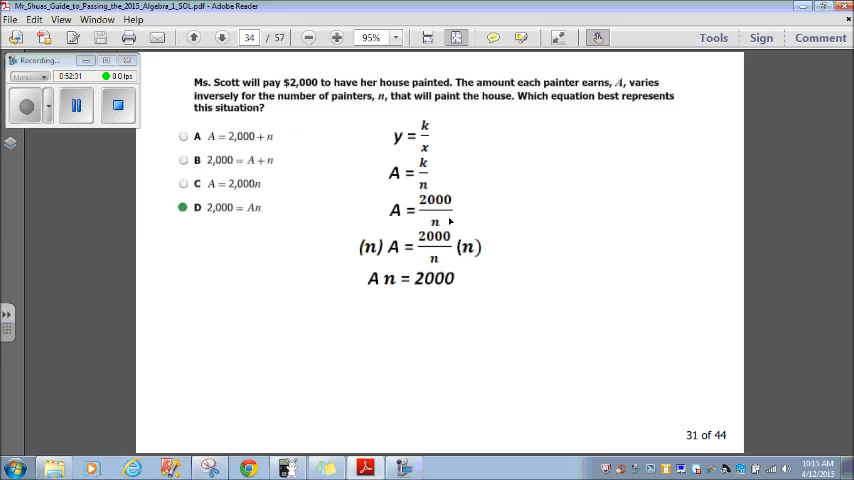 Mr_Shuas_Guide_to_Passing_the_2015_Algebra_1_SOL.pdf - Adobe Reader
File Edit View Window Help
34 / 57 95% Tools Sign Comment
Recording...
Menu 0:52:31 8.0 fps
Ms. Scott will pay $2,000 to have her house painted. The amount each painter earns, A, varies
inversely for the number of painters, n, that will paint the house. Which equation best represents
this situation?
A A = 2,000 + n
B 2,000 = A + n
C A = 2,000n
D 2,000 = An
y = k/x
A = k/n
A = 2000/n
(n) A = 2000/n (n)
A n = 2000
31 of 44
10:15 AM
4/12/2015